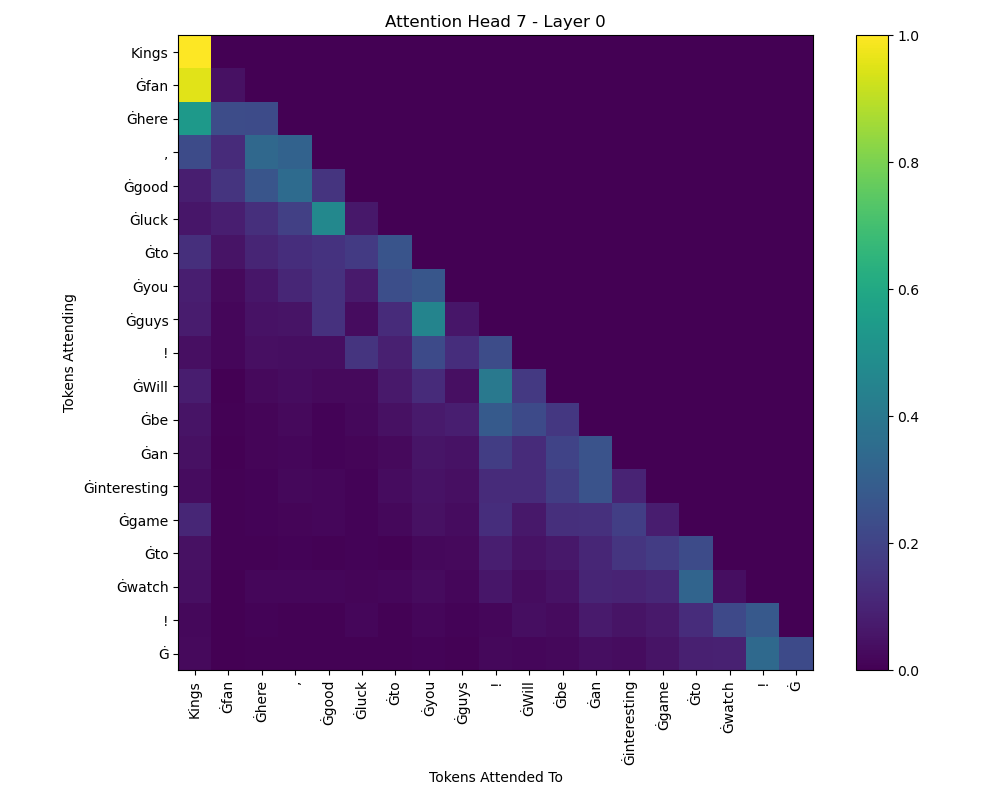 Attention Head 7 - Layer 0
Tokens Attending
Kings
Ġfan
Ġhere
,
Ġgood
Ġluck
Ġto
Ġyou
Ġguys
!
ĠWill
Ġbe
Ġan
Ġinteresting
Ġgame
Ġto
Ġwatch
!
Ġ
Kings
Ġfan
Ġhere
,
Ġgood
Ġluck
Ġto
Ġyou
Ġguys
!
ĠWill
Ġbe
Ġan
Ġinteresting
Ġgame
Ġto
Ġwatch
!
Ġ
Tokens Attended To
1.0
0.8
0.6
0.4
0.2
0.0